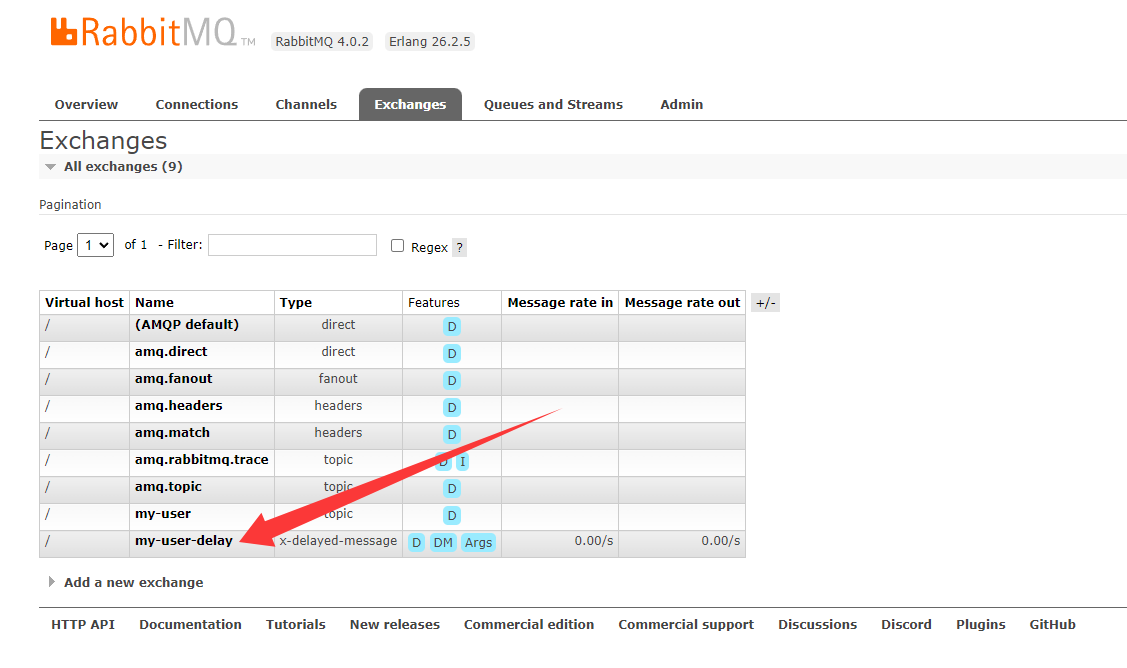 RabbitMQ TM RabbitMQ 4.0.2 Erlang 26.2.5
Overview Connections Channels Exchanges Queues and Streams Admin
Exchanges
All exchanges (9)
Pagination
Page 1 of 1 - Filter: Regex ?
Virtual host Name Type Features Message rate in Message rate out +/-
/ (AMQP default) direct D
/ amq.direct direct D
/ amq.fanout fanout D
/ amq.headers headers D
/ amq.match headers D
/ amq.rabbitmq.trace topic D I
/ amq.topic topic D
/ my-user topic D
/ my-user-delay x-delayed-message D DM Args 0.00/s 0.00/s
Add a new exchange
HTTP API Documentation Tutorials New releases Commercial edition Commercial support Discussions Discord Plugins GitHub